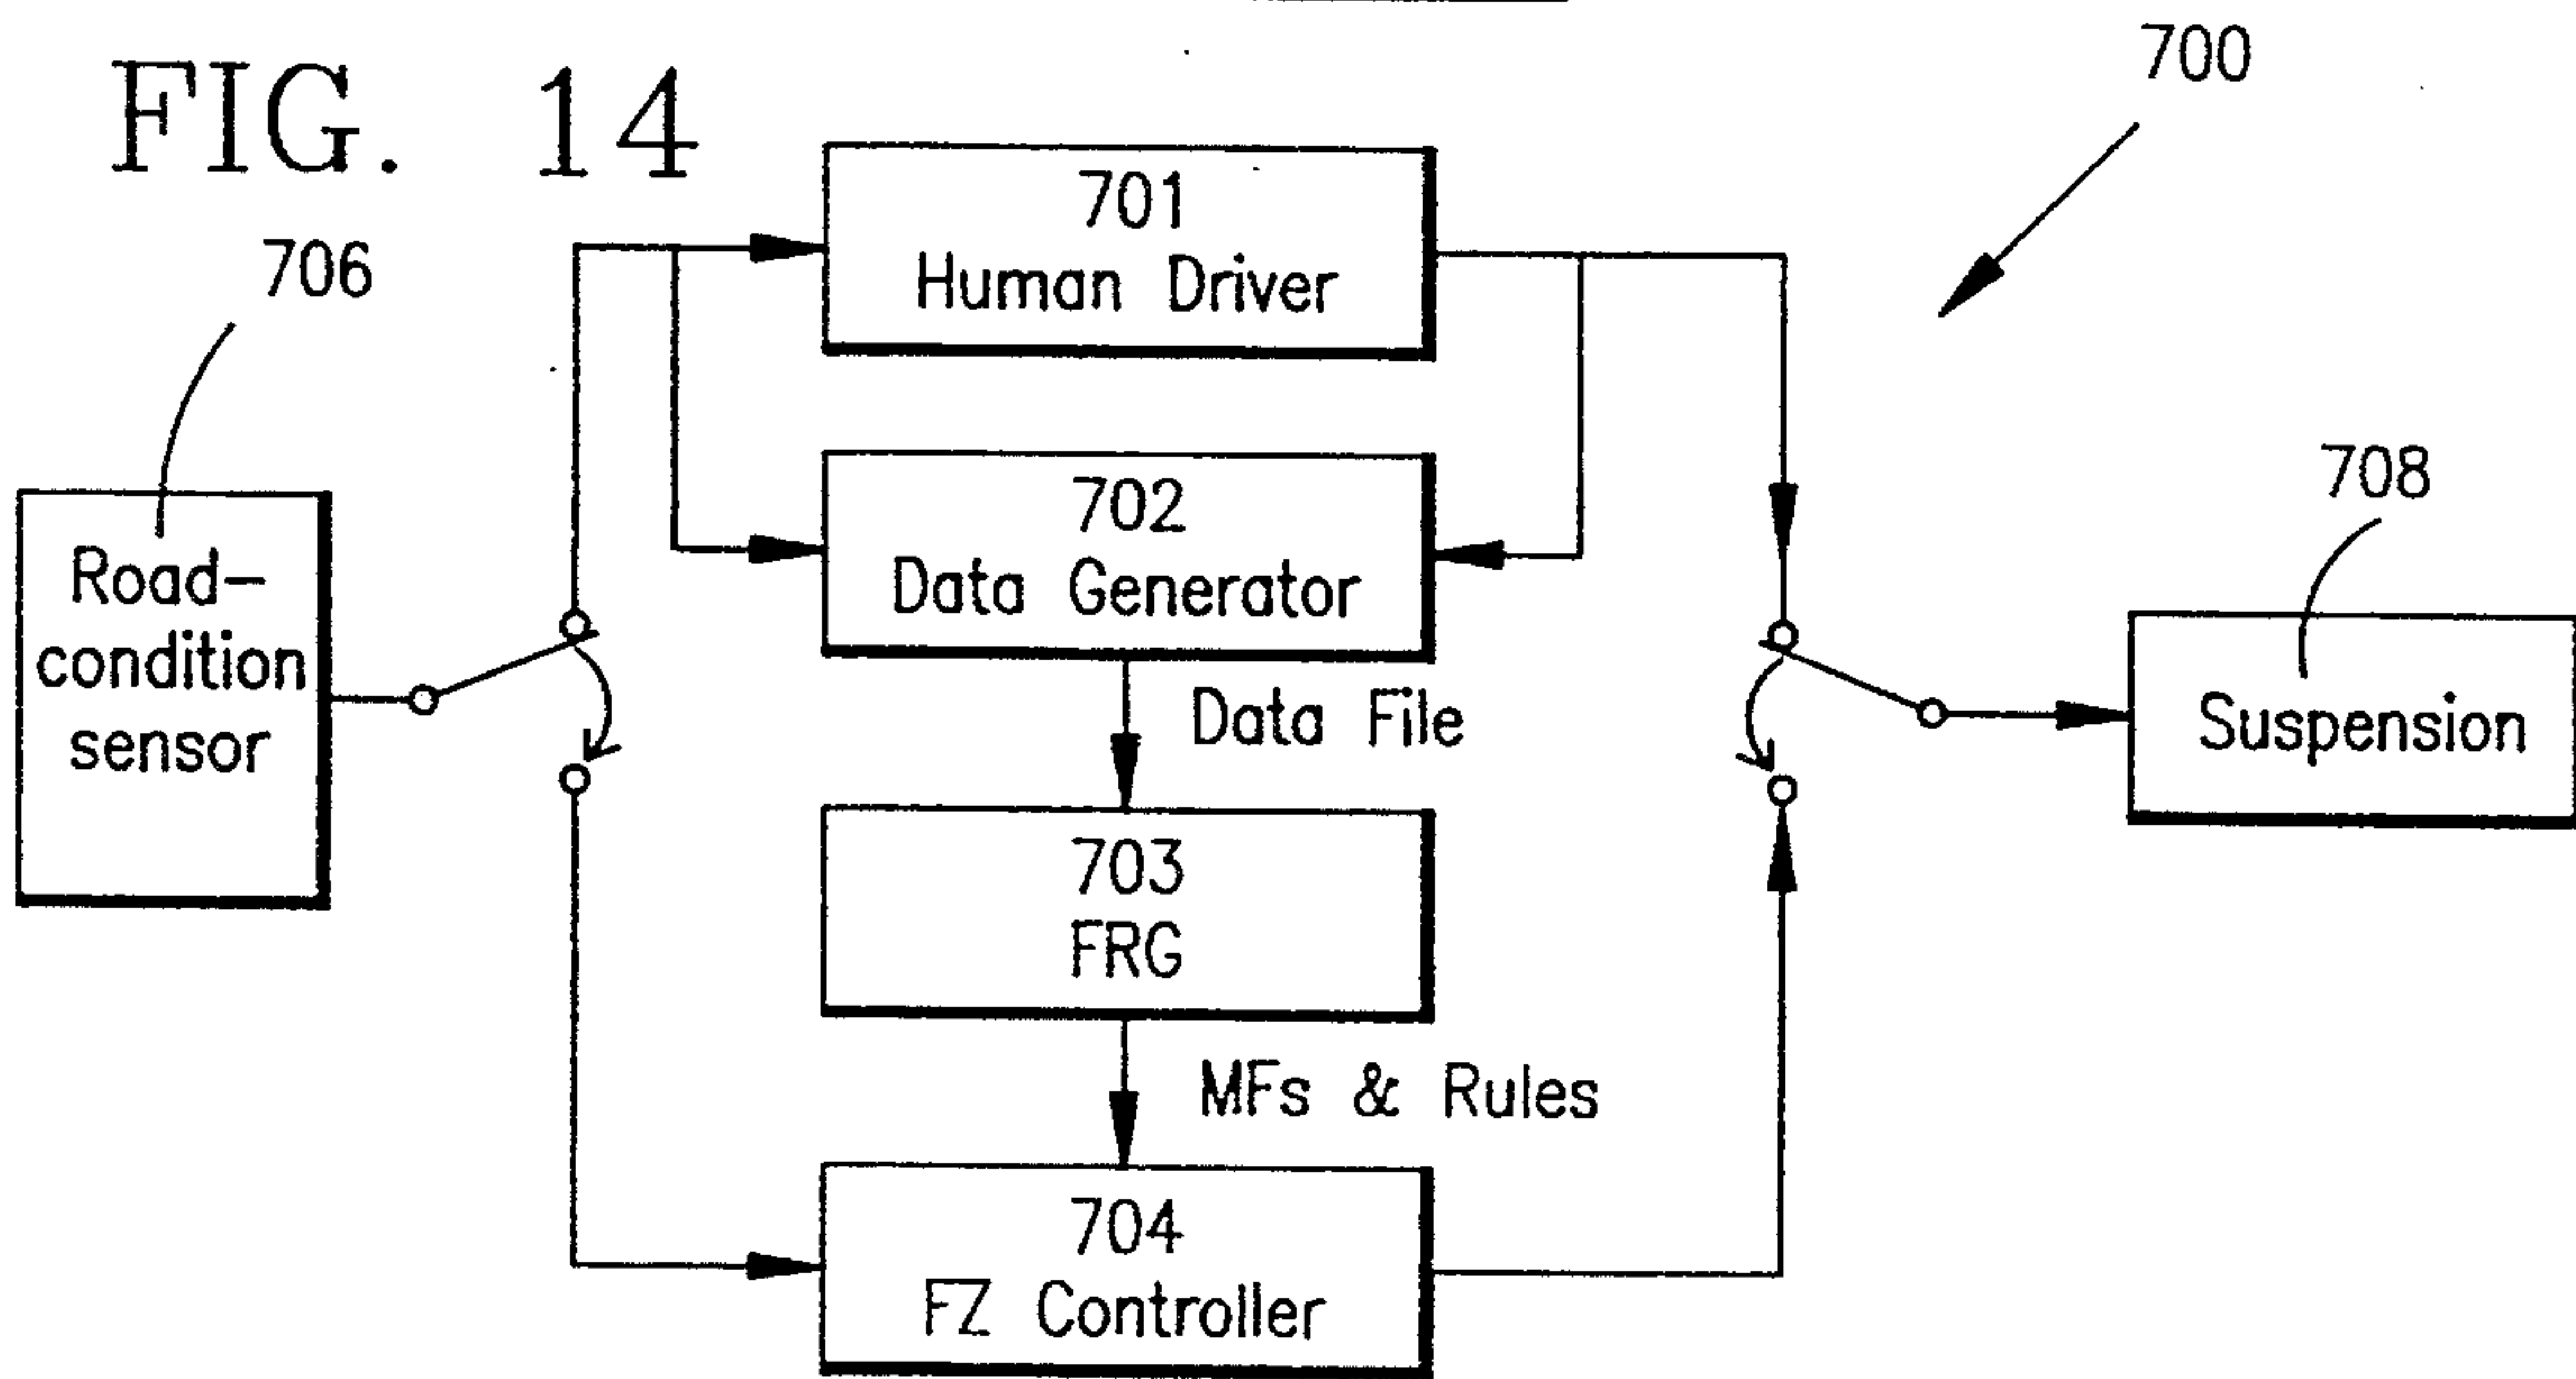 FIG. 14
700
706
701
Human Driver
702
Data Generator
708
Road-
condition
sensor
Data File
Suspension
703
FRG
MFs & Rules
704
FZ Controller